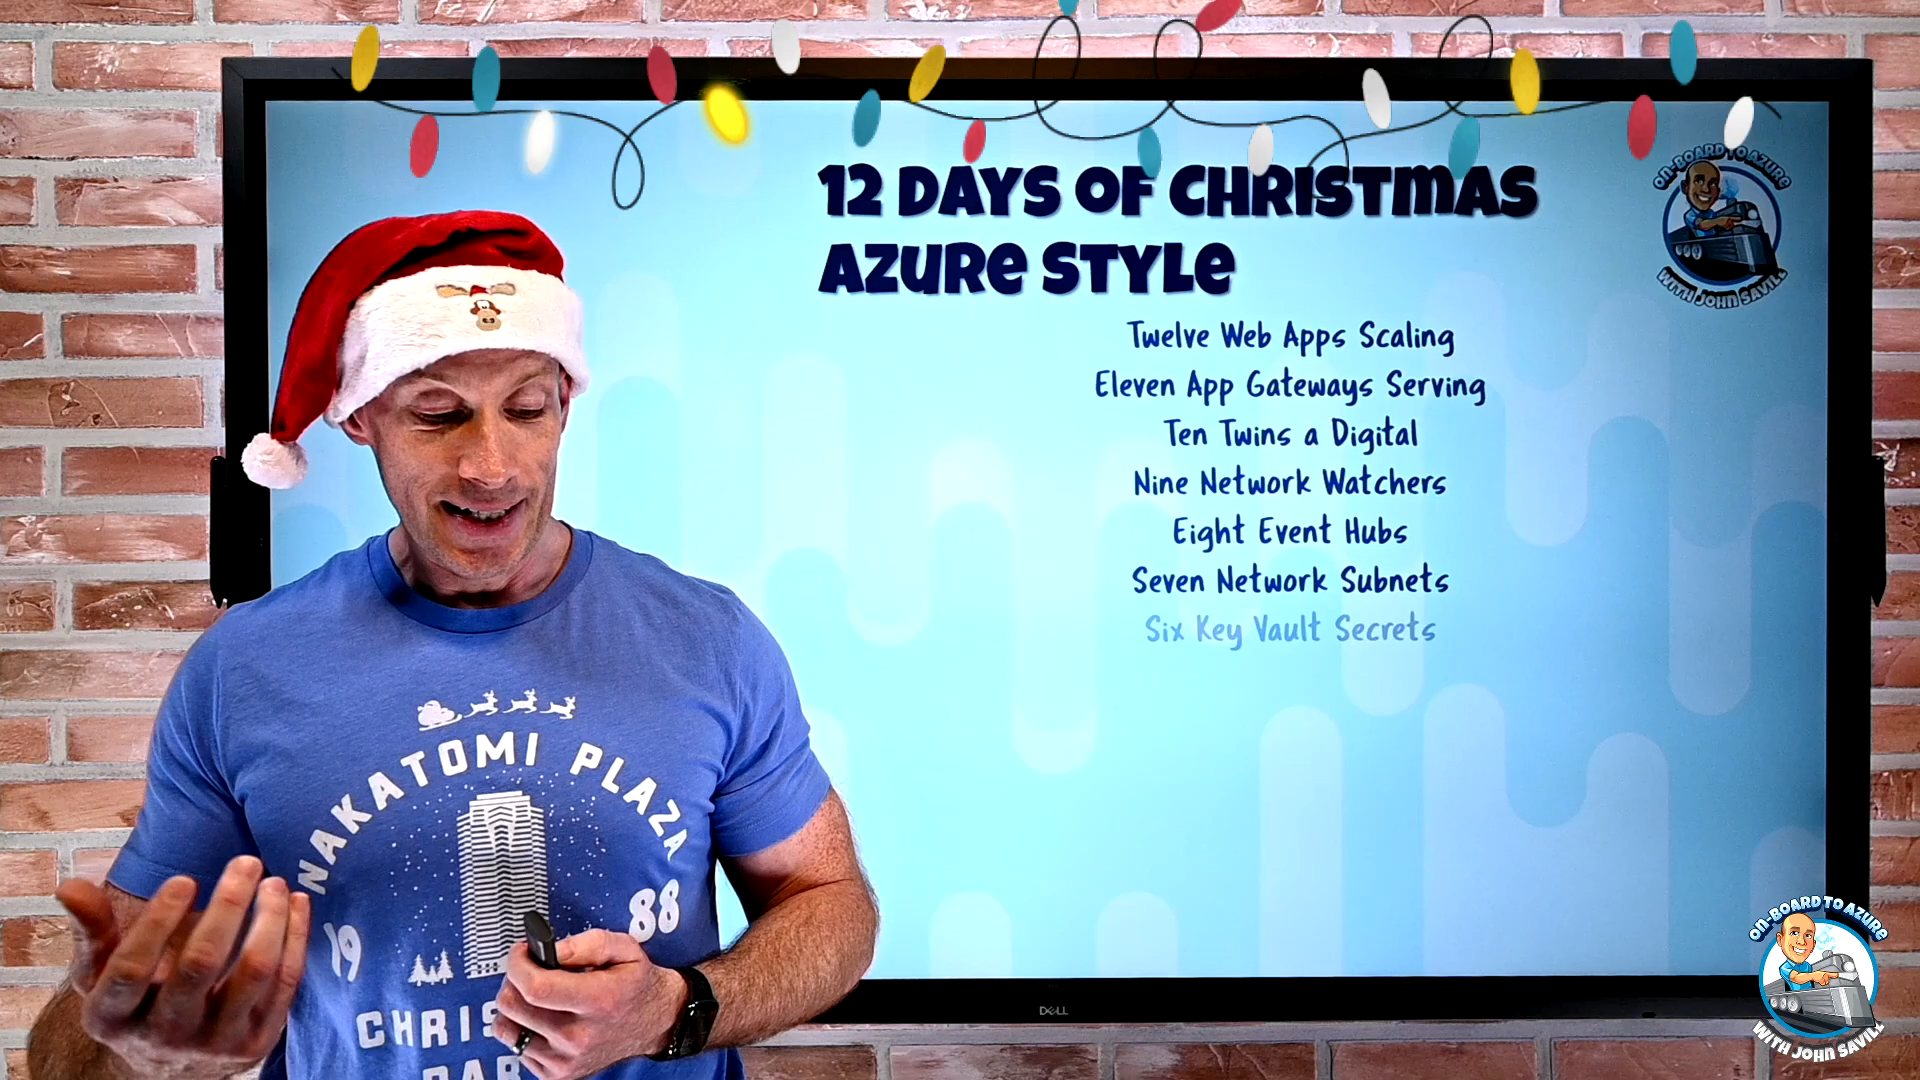 12 DAYS OF CHRISTMAS
AZURE STYLE
Twelve Web Apps Scaling
Eleven App Gateways Serving
Ten Twins a Digital
Nine Network Watchers
Eight Event Hubs
Seven Network Subnets
Six Key Vault Secrets
ON-BOARD TO AZURE
WITH JOHN SAVILL
NAKATOMI PLAZA
19 88
CHRIS
PAR
DELL
ON-BOARD TO AZURE
WITH JOHN SAVILL